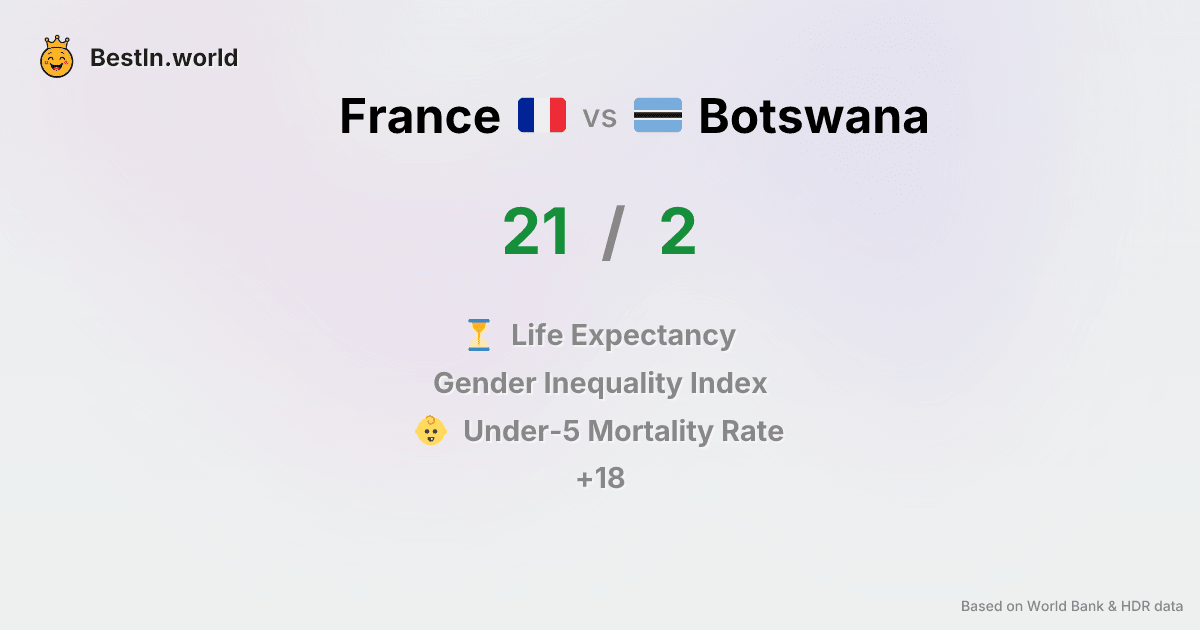 BestIn.world
France vs Botswana
21 / 2
Life Expectancy
Gender Inequality Index
Under-5 Mortality Rate
+18
Based on World Bank & HDR data